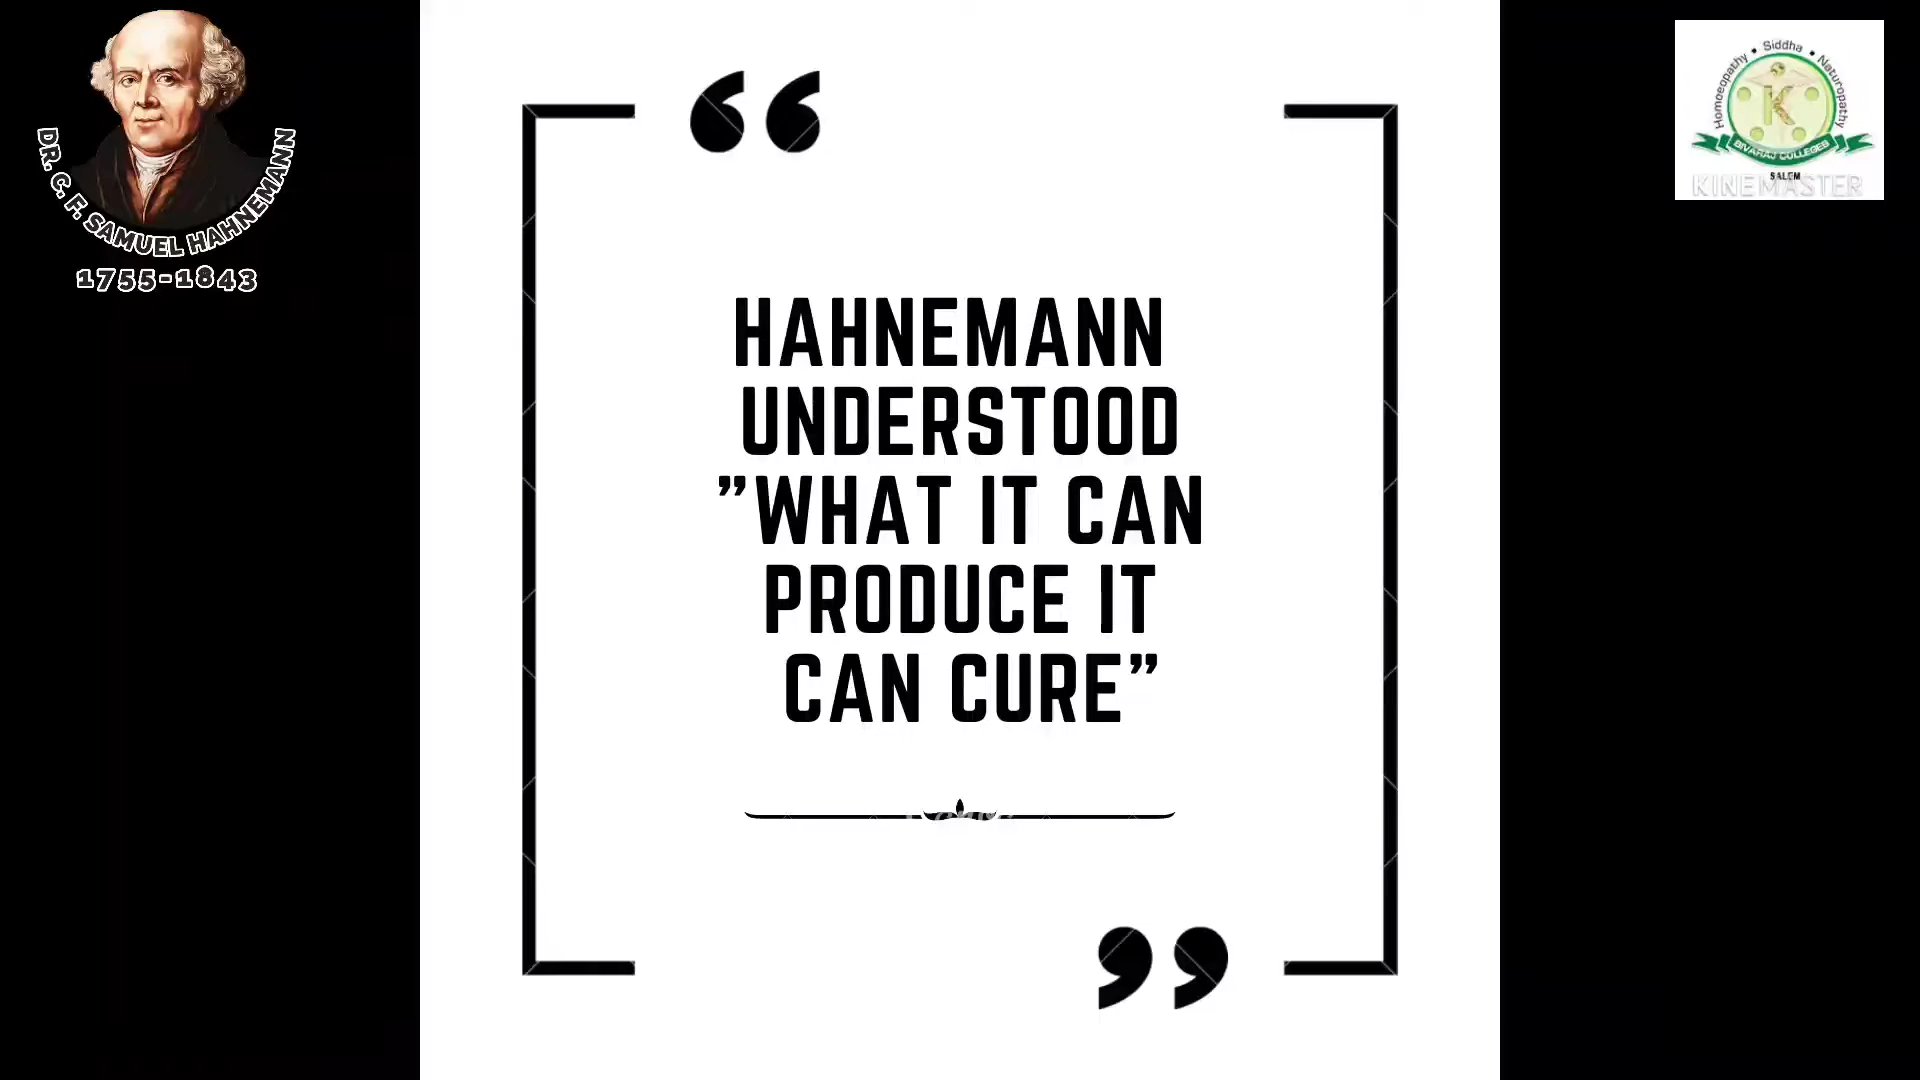 DR. C. F. SAMUEL HAHNEMANN
1755-1843
HAHNEMANN
UNDERSTOOD
”WHAT IT CAN
PRODUCE IT
CAN CURE”
Homoeopathy • Siddha • Naturopathy
K
SIVARAJ COLLEGES
SALEM
KINEMASTER